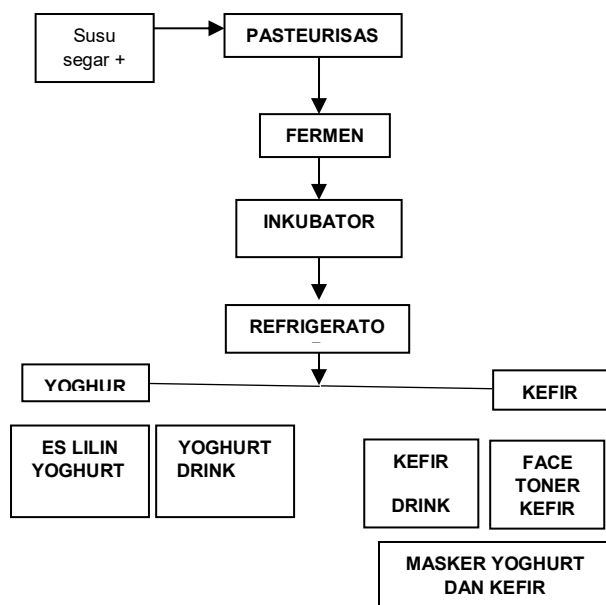 Susu
segar +
PASTEURISAS
FERMEN
INKUBATOR
REFRIGERATO
YOGHUR
KEFIR
ES LILIN
YOGHURT
YOGHURT
DRINK
KEFIR
DRINK
FACE
TONER
KEFIR
MASKER YOGHURT
DAN KEFIR